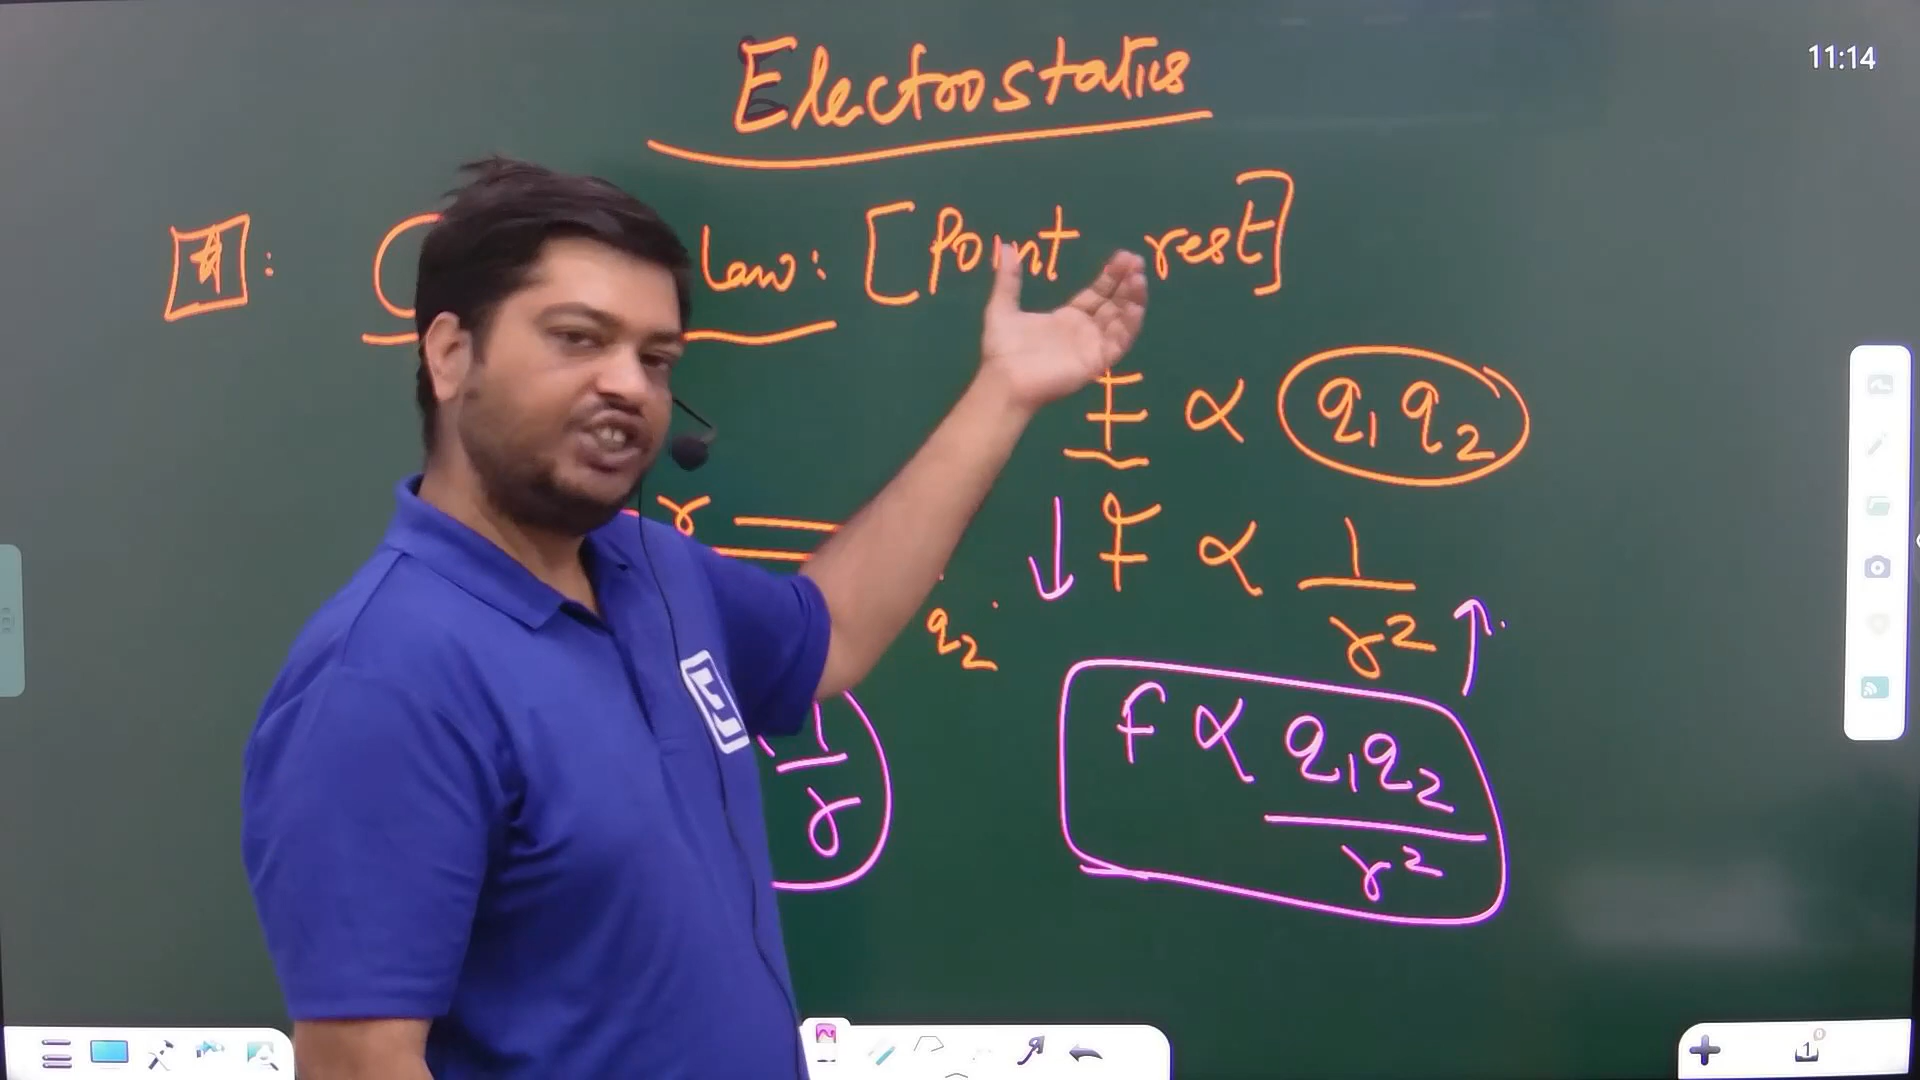 11:14
Electrostatics
law: [Point rest]
F ∝ q₁q₂
r
F ∝ 1/r²
q₂
1/r
F ∝ q₁q₂/r²